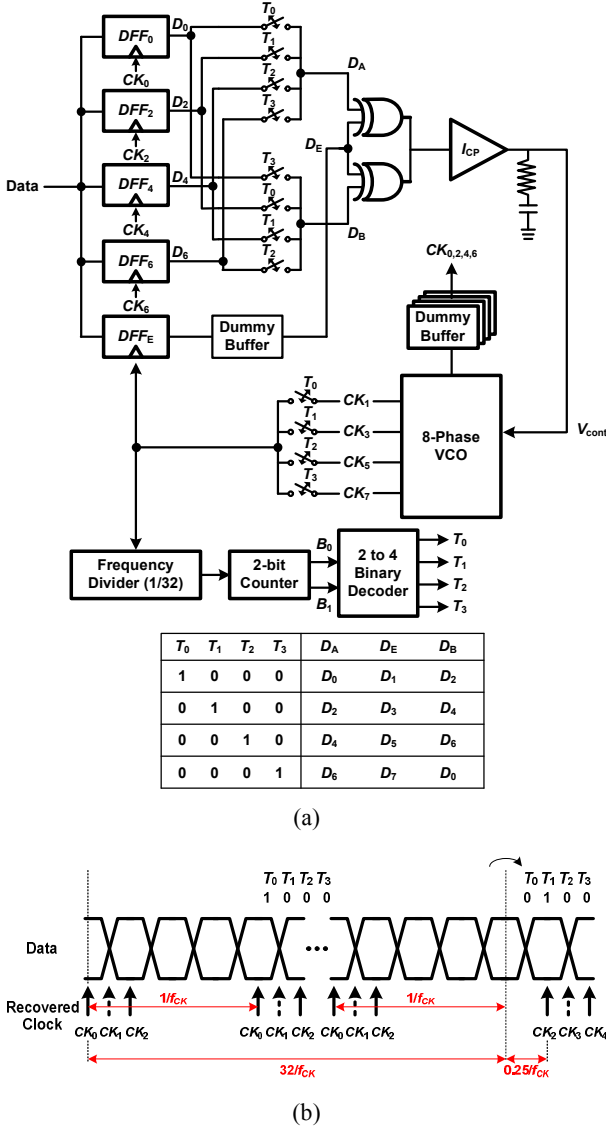 T0
D0
DFF0
T1
CK0
T2
DA
DFF2
D2
T3
CK2
DE
ICP
Data
DFF4
D4
T3
CK4
T0
T1
DFF6
D6
T2
DB
CK6
CK0,2,4,6
DFFE
Dummy
Buffer
Dummy
Buffer
T0
CK1
T1
CK3
8-Phase
VCO
Vcont
T2
CK5
T3
CK7
Frequency
Divider (1/32)
2-bit
Counter
B0
B1
2 to 4
Binary
Decoder
T0
T1
T2
T3
T0 T1 T2 T3 DA DE DB
1 0 0 0 D0 D1 D2
0 1 0 0 D2 D3 D4
0 0 1 0 D4 D5 D6
0 0 0 1 D6 D7 D0
(a)
T0 T1 T2 T3
1 0 0 0
T0 T1 T2 T3
0 1 0 0
Data
Recovered
Clock
1/fCK
1/fCK
CK0 CK1 CK2
CK0 CK1 CK2
CK0 CK1 CK2
CK2 CK3 CK4
32/fCK
0.25/fCK
(b)